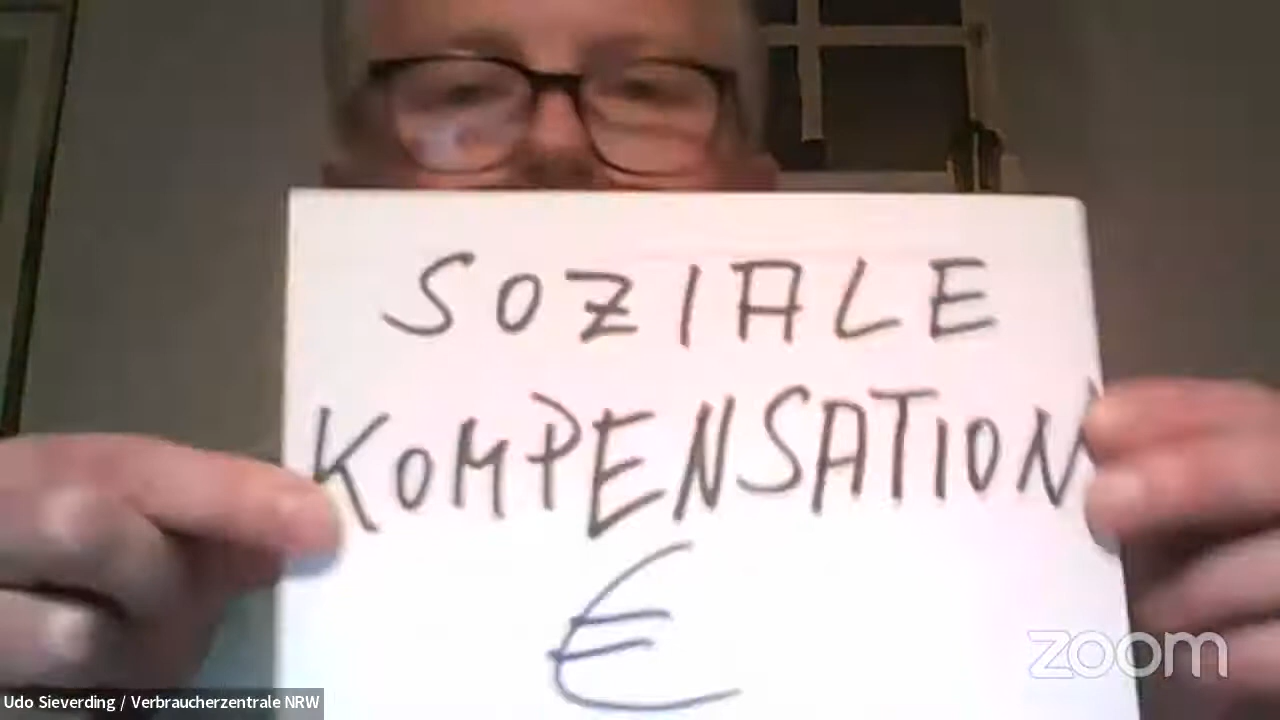 SOZIALE
KOMPENSATION
€
zoom
Udo Sieverding / Verbraucherzentrale NRW